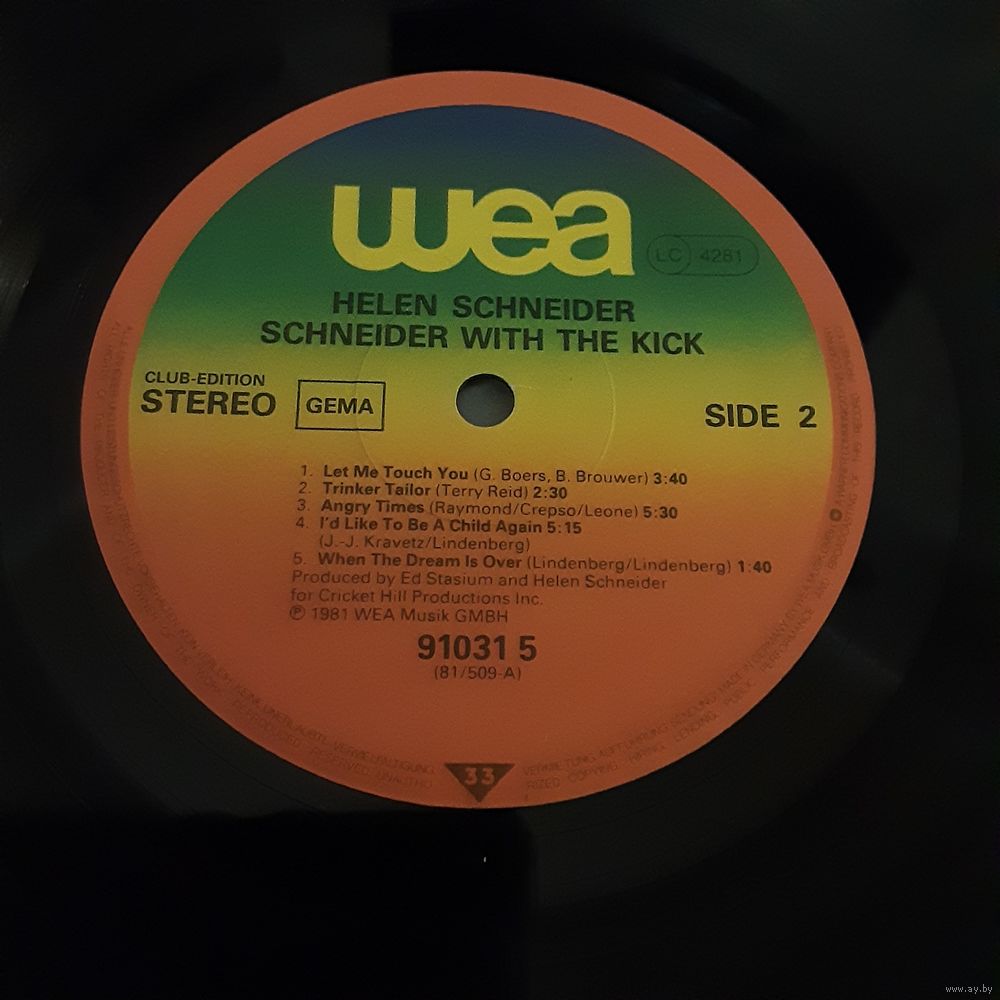 wea
LC 4281
HELEN SCHNEIDER
SCHNEIDER WITH THE KICK
CLUB-EDITION
STEREO
GEMA
SIDE 2
1. Let Me Touch You (G. Boers, B. Brouwer) 3:40
2. Trinker Tailor (Terry Reid) 2:30
3. Angry Times (Raymond/Crepso/Leone) 5:30
4. I'd Like To Be A Child Again 5:15
(J.-J. Kravetz/Lindenberg)
5. When The Dream Is Over (Lindenberg/Lindenberg) 1:40
Produced by Ed Stasium and Helen Schneider
for Cricket Hill Productions Inc.
℗ 1981 WEA Musik GMBH
91031 5
(81/509-A)
33
www.ay.by